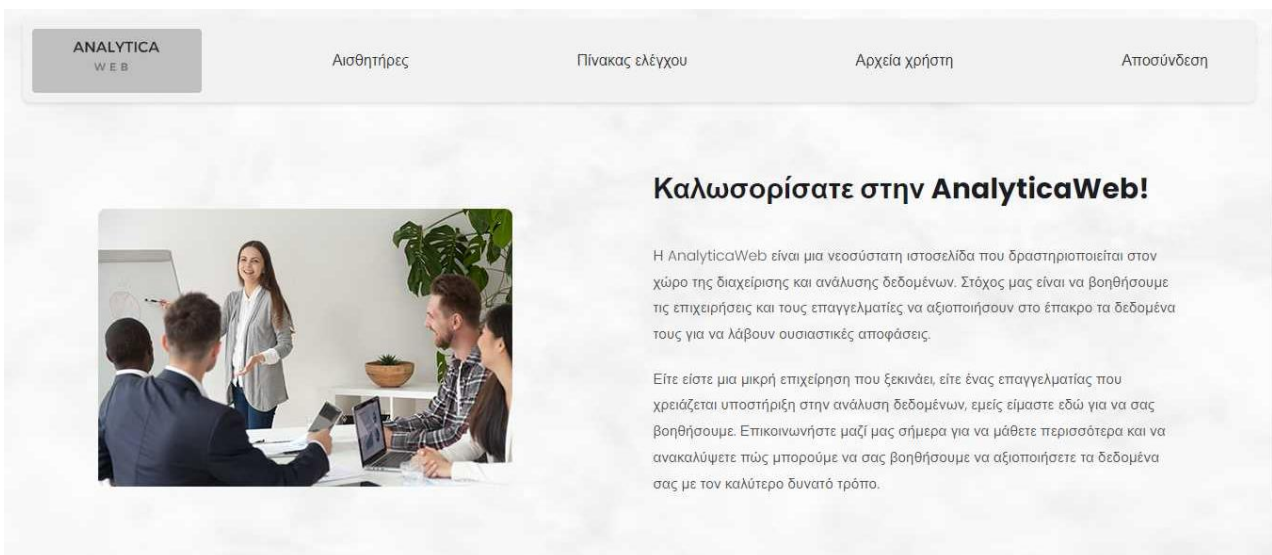 ANALYTICA
WEB
Αισθητήρες
Πίνακας ελέγχου
Αρχεία χρήστη
Αποσύνδεση
Καλωσορίσατε στην AnalyticaWeb!
Η AnalyticaWeb είναι μια νεοσύστατη ιστοσελίδα που δραστηριοποιείται στον
χώρο της διαχείρισης και ανάλυσης δεδομένων. Στόχος μας είναι να βοηθήσουμε
τις επιχειρήσεις και τους επαγγελματίες να αξιοποιήσουν στο έπακρο τα δεδομένα
τους για να λάβουν ουσιαστικές αποφάσεις.
Είτε είστε μια μικρή επιχείρηση που ξεκινάει, είτε ένας επαγγελματίας που
χρειάζεται υποστήριξη στην ανάλυση δεδομένων, εμείς είμαστε εδώ για να σας
βοηθήσουμε. Επικοινωνήστε μαζί μας σήμερα για να μάθετε περισσότερα και να
ανακαλύψετε πώς μπορούμε να σας βοηθήσουμε να αξιοποιήσετε τα δεδομένα
σας με τον καλύτερο δυνατό τρόπο.